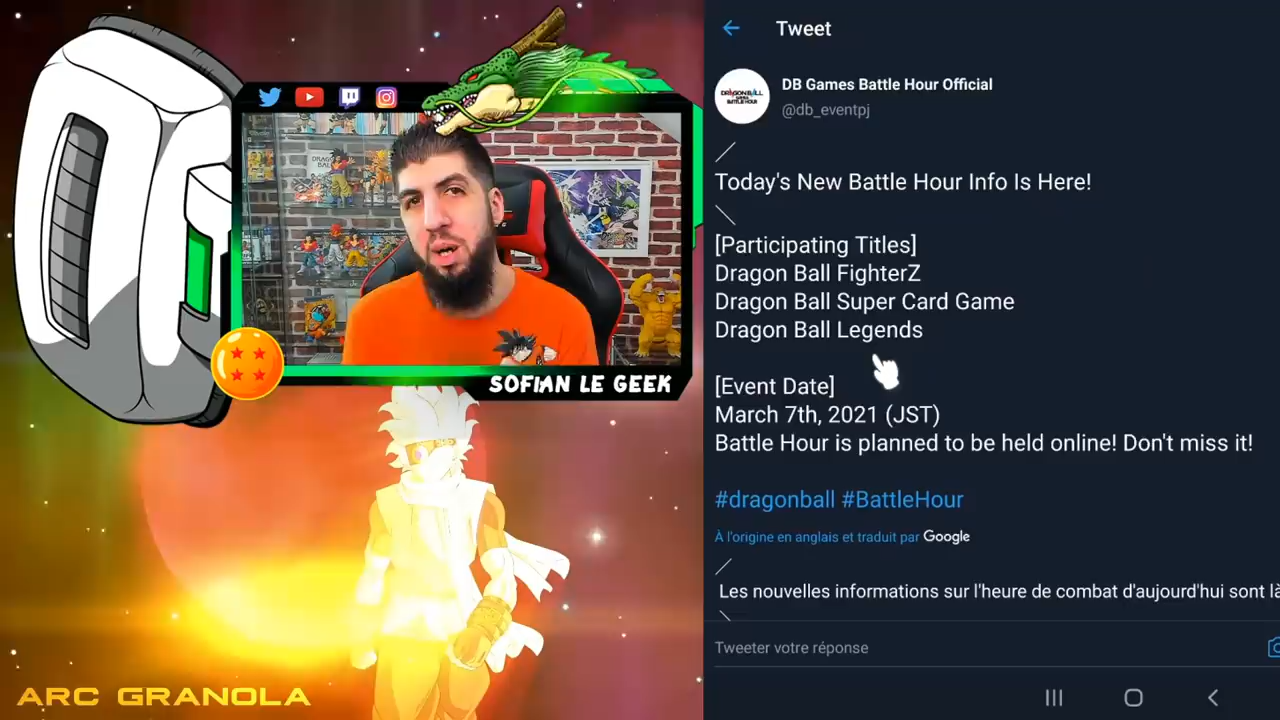 SOFIAN LE GEEK
ARC GRANOLA
Tweet
DB Games Battle Hour Official
@db_eventpj
Today's New Battle Hour Info Is Here!
[Participating Titles]
Dragon Ball FighterZ
Dragon Ball Super Card Game
Dragon Ball Legends
[Event Date]
March 7th, 2021 (JST)
Battle Hour is planned to be held online! Don't miss it!
#dragonball #BattleHour
À l'origine en anglais et traduit par Google
Les nouvelles informations sur l'heure de combat d'aujourd'hui sont là
Tweeter votre réponse